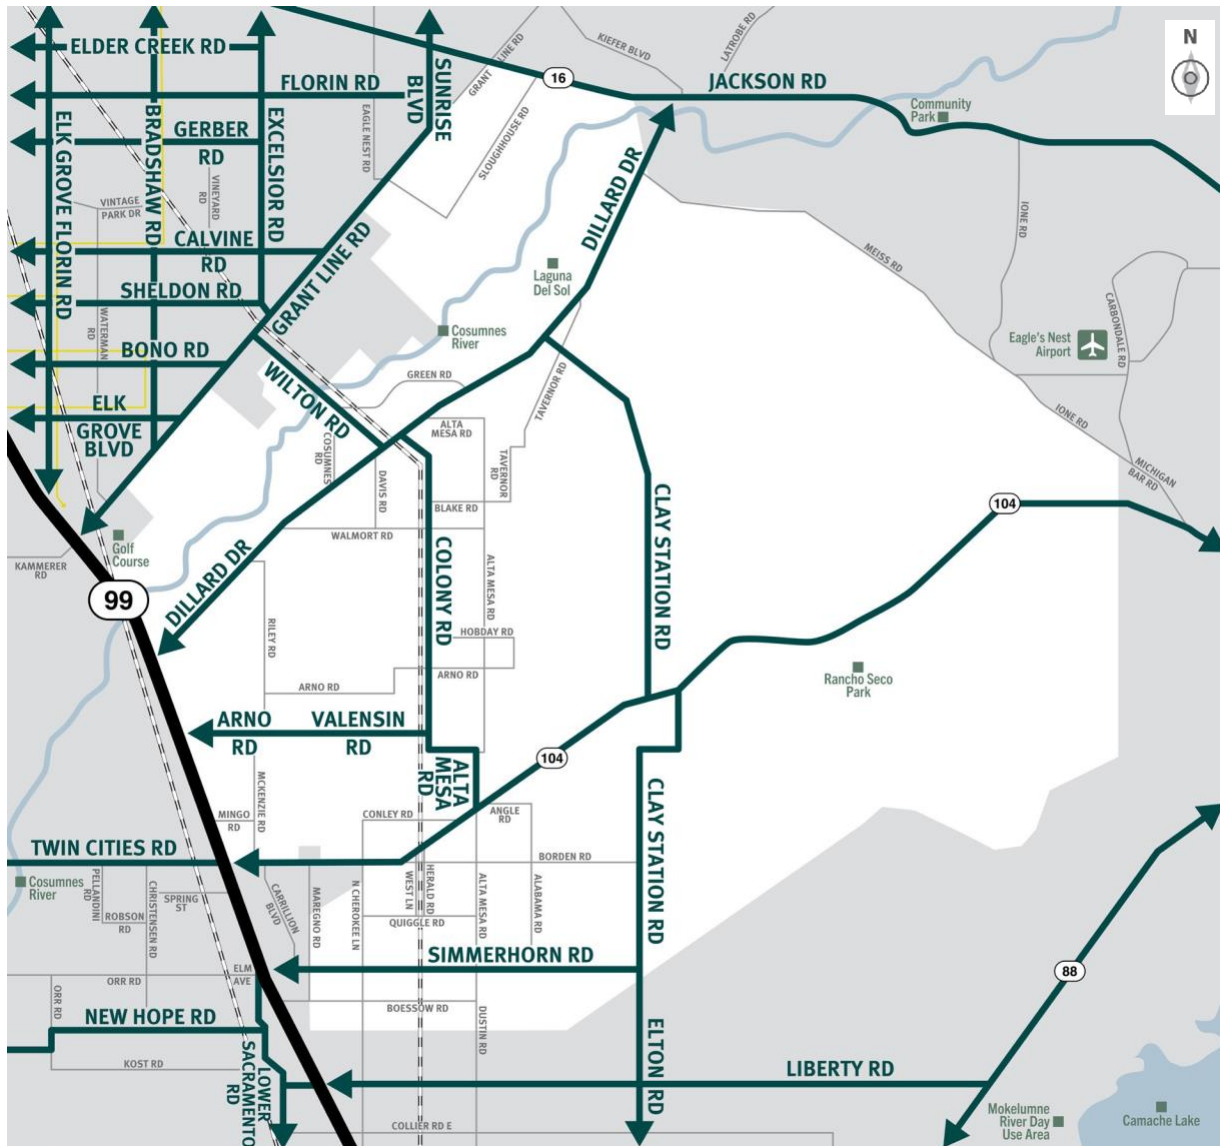 ELDER CREEK RD
FLORIN RD
GERBER
RD
SUNRISE
BLVD
GRANT LINE RD
KIEFER BLVD
LATROBE RD
16
JACKSON RD
Community
Park
N
ELK GROVE FLORIN RD
BRADSHAW RD
EXCELSIOR RD
EAGLE NEST RD
SLOUGHHOUSE RD
VINTAGE
PARK DR
VINEYARD
RD
CALVINE
RD
SHELDON RD
GRANT LINE RD
DILLARD DR
Laguna
Del Sol
MEISS RD
IONE RD
CARBONDALE RD
Eagle's Nest
Airport
WATERMAN
RD
BONO RD
Cosumnes
River
WILTON RD
GREEN RD
TAVERNOR RD
ELK
GROVE
BLVD
COSUMNES
RD
ALTA
MESA RD
IONE RD
MICHIGAN
BAR RD
DAVIS RD
TAVERNOR
RD
BLAKE RD
WALMORT RD
CLAY STATION RD
104
Golf
Course
KAMMERER
RD
99
DILLARD DR
COLONY RD
ALTA MESA RD
RILEY RD
HOBDAY RD
ARNO RD
ARNO RD
Rancho Seco
Park
ARNO
RD
VALENSIN
RD
ALTA
MESA
RD
104
MCKENZIE RD
MINGO
RD
CONLEY RD
ANGLE
RD
CLAY STATION RD
TWIN CITIES RD
BORDEN RD
Cosumnes
River
PELLANDINI
RD
CHRISTENSEN RD
SPRING
ST
ROBSON
RD
CARRILLION
BLVD
MAREGNO RD
N CHEROKEE LN
WEST LN
HERALD RD
ALTA MESA RD
ALABAMA RD
QUIGGLE RD
SIMMERHORN RD
ELM
AVE
ORR RD
ORR RD
88
NEW HOPE RD
BOESSOW RD
DUSTIN RD
ELTON RD
KOST RD
LOWER
SACRAMENTO
RD
LIBERTY RD
COLLIER RD E
Mokelumne
River Day
Use Area
Camache Lake